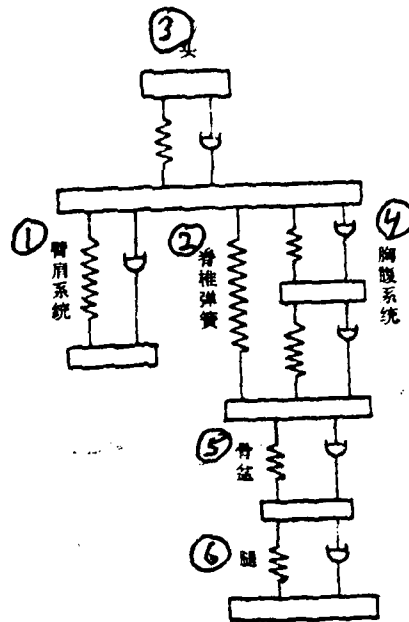 ③ 头
① 臂肩系统
② 脊椎弹簧
④ 胸腹系统
⑤ 骨盆
⑥ 腿